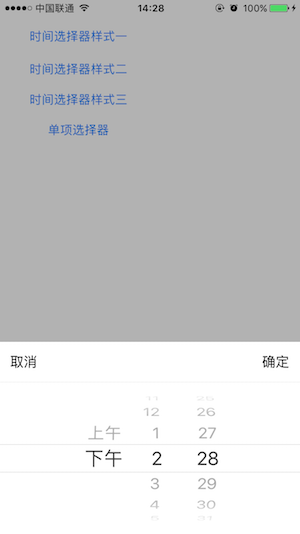 中国联通 14:28 100%
时间选择器样式一
时间选择器样式二
时间选择器样式三
单项选择器
取消 确定
11 25
12 26
上午 1 27
下午 2 28
3 29
4 30
5 31